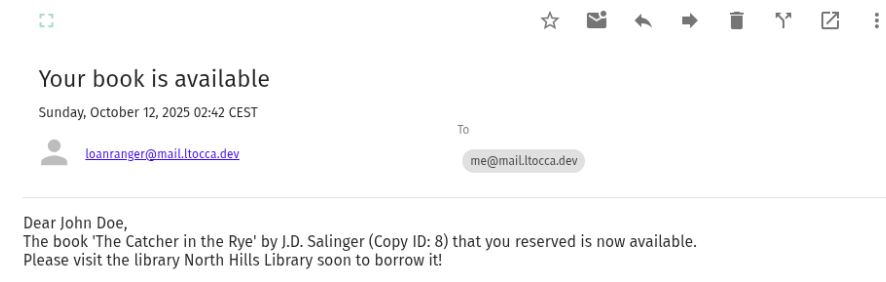 Your book is available
Sunday, October 12, 2025 02:42 CEST
To
loanranger@mail.ltocca.dev
me@mail.ltocca.dev
Dear John Doe,
The book 'The Catcher in the Rye' by J.D. Salinger (Copy ID: 8) that you reserved is now available.
Please visit the library North Hills Library soon to borrow it!